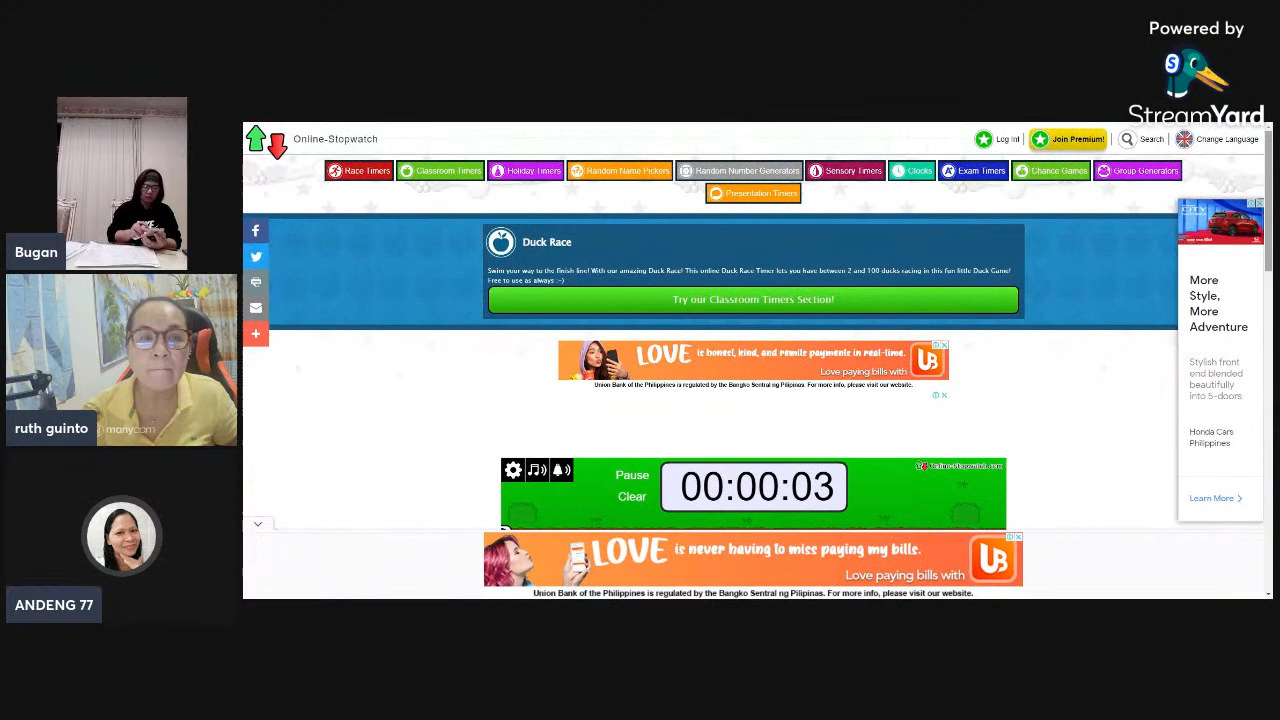 Powered by
StreamYard
Bugan
ruth guinto
manycam
ANDENG 77
Online-Stopwatch
Log In!
Join Premium!
Search
Change Language
Race Timers
Classroom Timers
Holiday Timers
Random Name Pickers
Random Number Generators
Sensory Timers
Clocks
Exam Timers
Chance Games
Group Generators
Presentation Timers
Duck Race
Swim your way to the finish line! With our amazing Duck Race! This online Duck Race Timer lets you have between 2 and 100 ducks racing in this fun little Duck Game!
Free to use as always :-)
Try our Classroom Timers Section!
LOVE is honest, kind, and remits payments in real-time.
Love paying bills with UB
Union Bank of the Philippines is regulated by the Bangko Sentral ng Pilipinas. For more info, please visit our website.
CITY
More
Style,
More
Adventure
Stylish front
end blended
beautifully
into 5-doors
Honda Cars
Philippines
Learn More
Pause
Clear
00:00:03
Online-Stopwatch.com
LOVE is never having to miss paying my bills.
Love paying bills with UB
Union Bank of the Philippines is regulated by the Bangko Sentral ng Pilipinas. For more info, please visit our website.